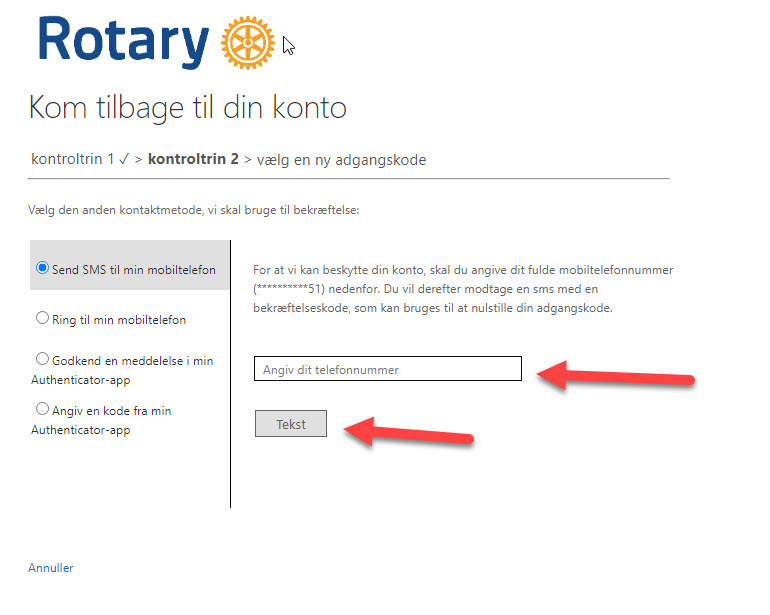 Rotary
Kom tilbage til din konto
kontroltrin 1 ✓ > kontroltrin 2 > vælg en ny adgangskode
Vælg den anden kontaktmetode, vi skal bruge til bekræftelse:
Send SMS til min mobiltelefon
Ring til min mobiltelefon
Godkend en meddelelse i min
Authenticator-app
Angiv en kode fra min
Authenticator-app
For at vi kan beskytte din konto, skal du angive dit fulde mobiltelefonnummer
(**********51) nedenfor. Du vil derefter modtage en sms med en
bekræftelseskode, som kan bruges til at nulstille din adgangskode.
Angiv dit telefonnummer
Tekst
Annuller